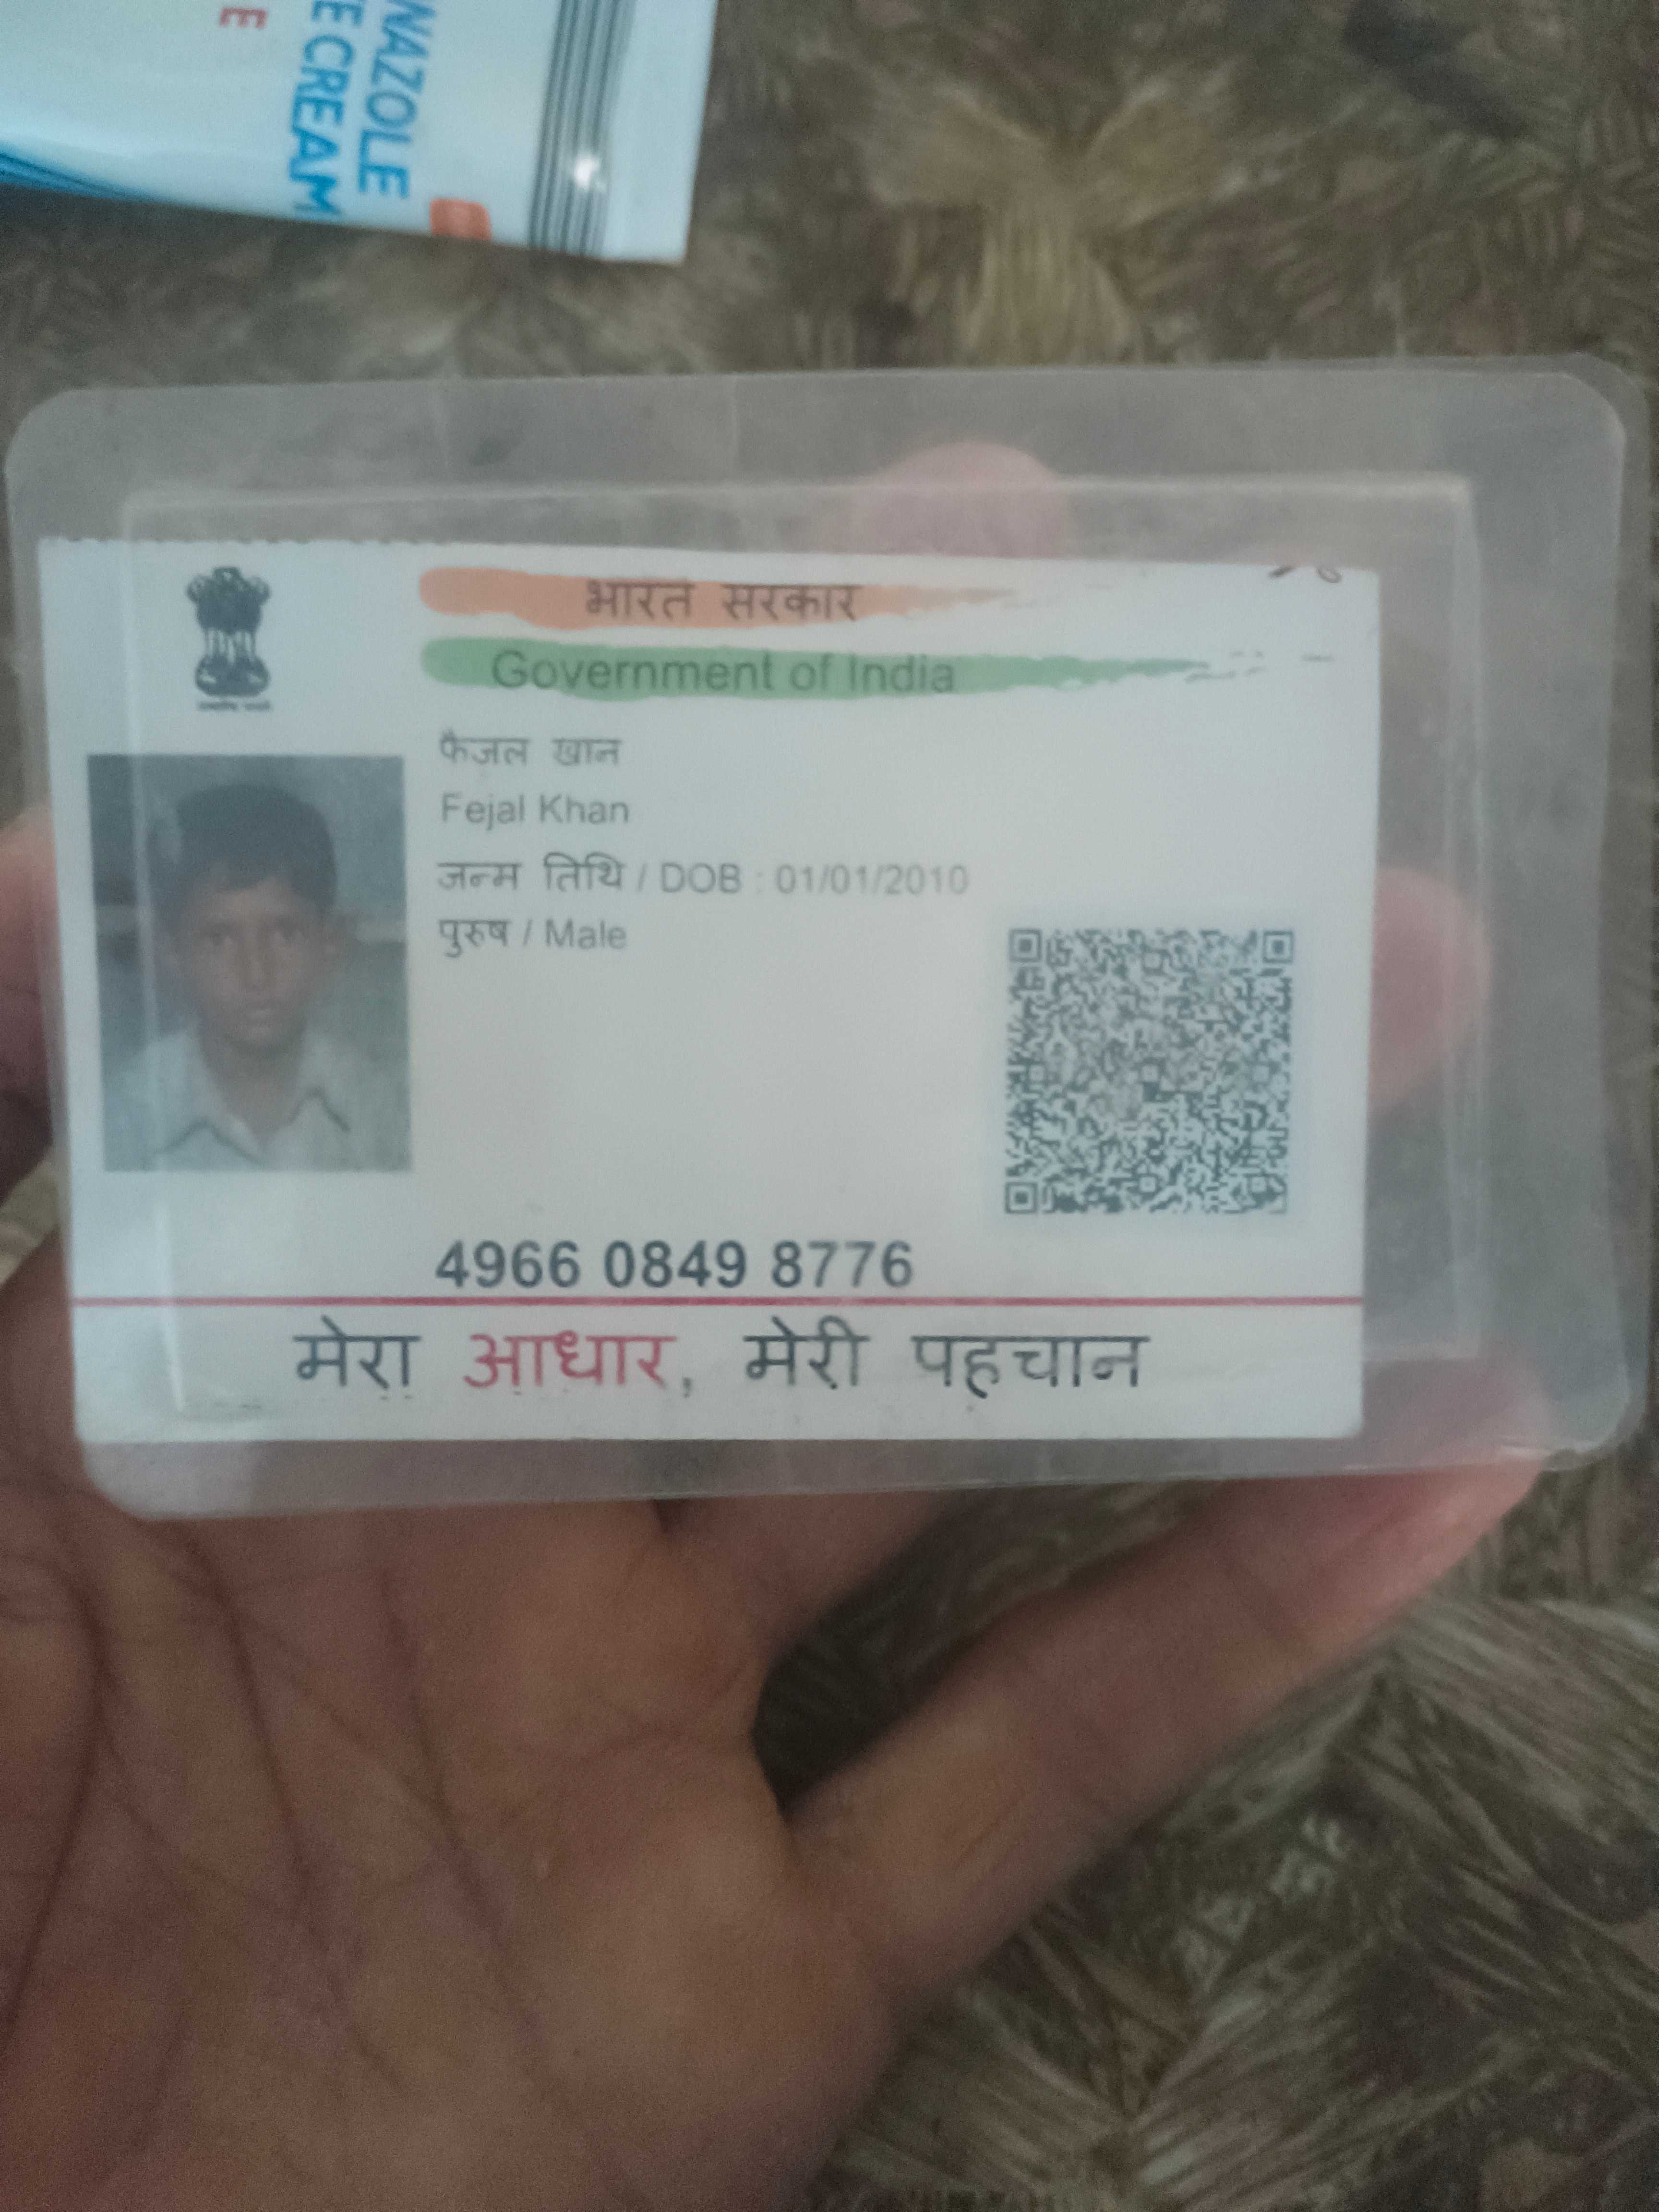 NAZOLE
E CREAM
E
भारत सरकार
Government of India
फैजल खान
Fejal Khan
जन्म तिथि / DOB : 01/01/2010
पुरुष / Male
4966 0849 8776
मेरा आधार, मेरी पहचान